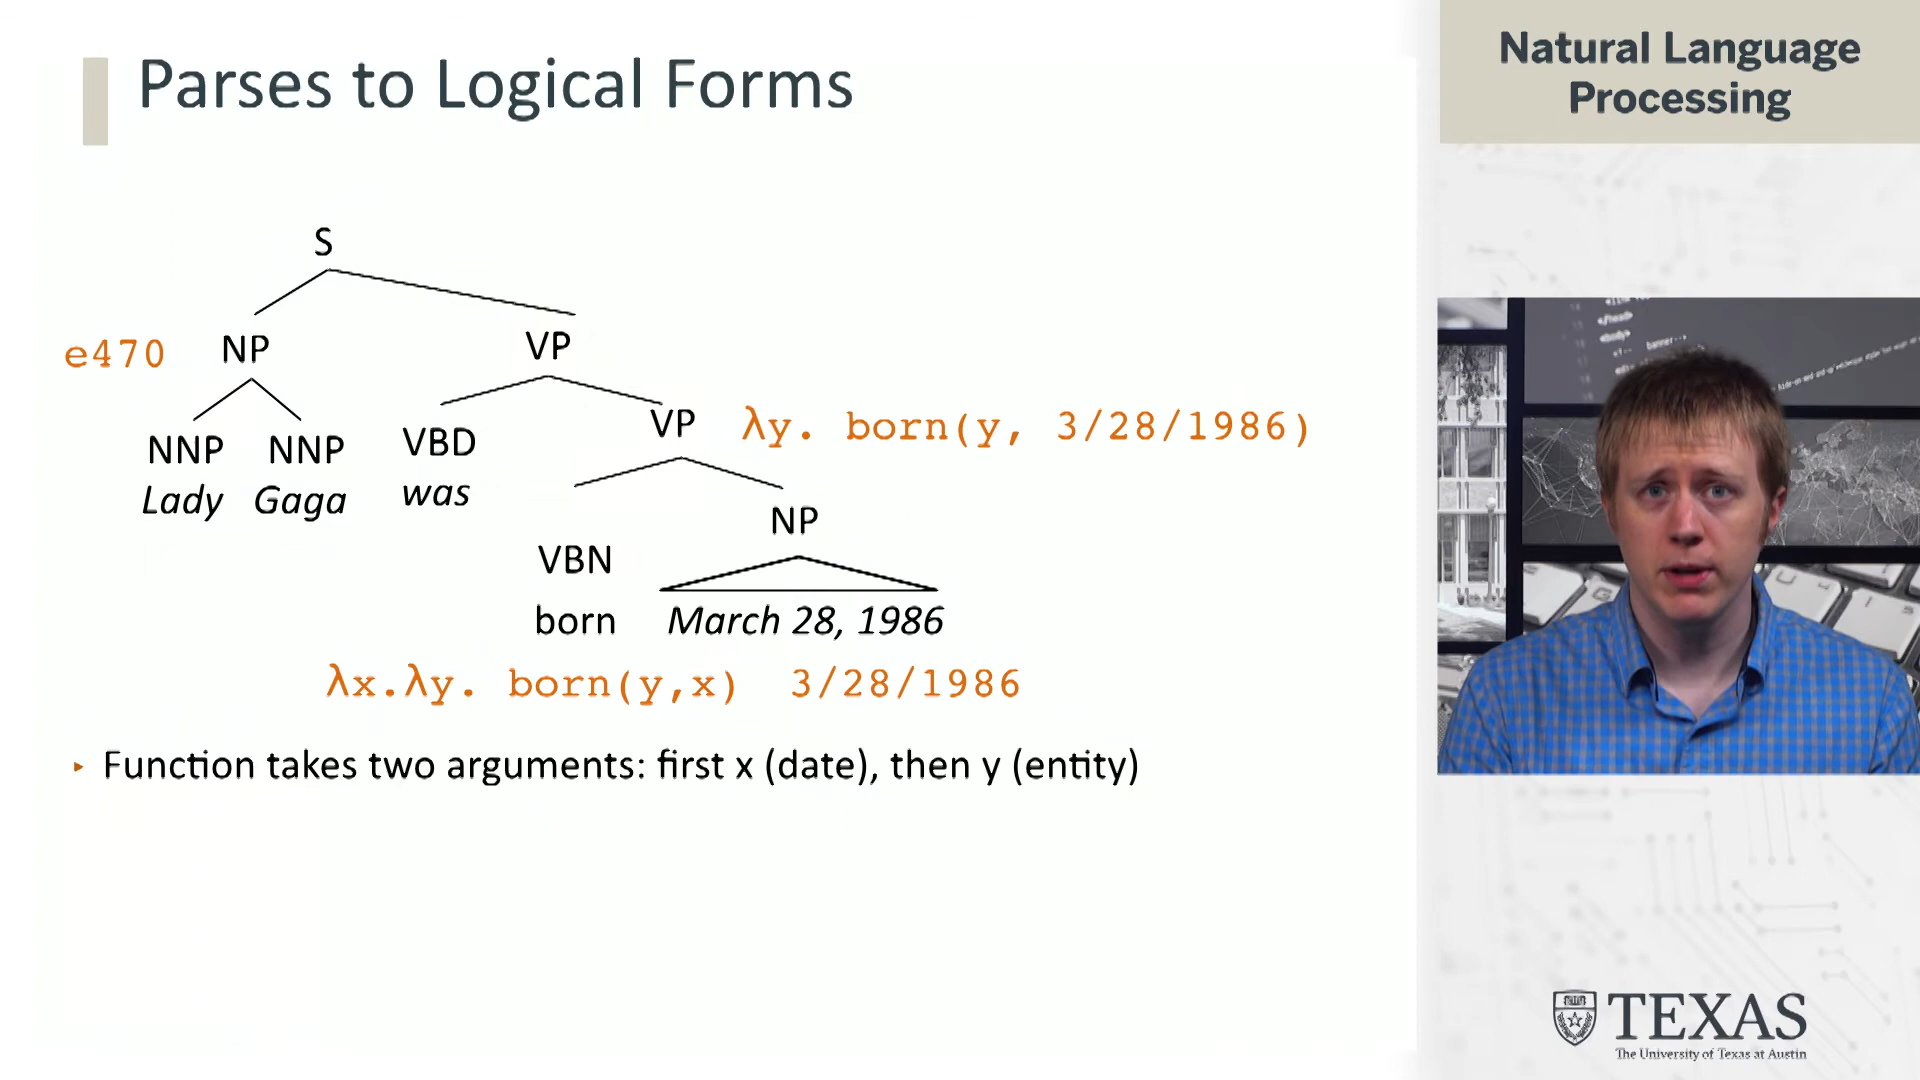 Parses to Logical Forms
Natural Language
Processing
S
e470 NP VP
NNP NNP VBD VP λy. born(y, 3/28/1986)
Lady Gaga was
NP
VBN
born March 28, 1986
λx.λy. born(y,x) 3/28/1986
‣ Function takes two arguments: first x (date), then y (entity)
TEXAS
The University of Texas at Austin